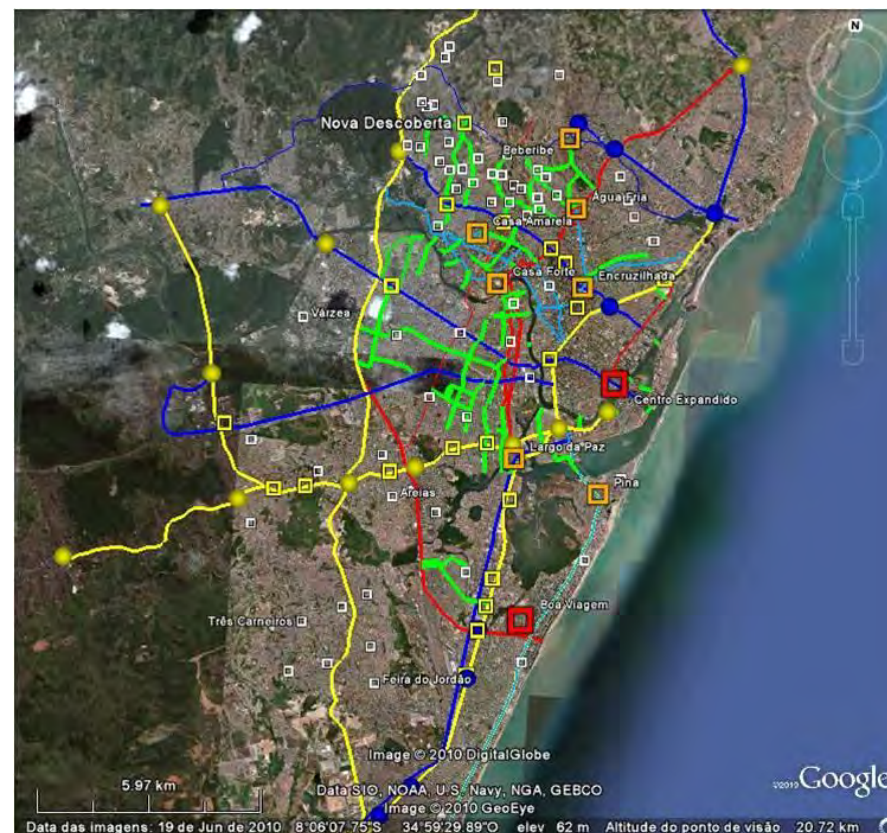 N
Nova Descoberta
Beberibe
Água Fria
Casa Amarela
Casa Forte
Encruzilhada
Várzea
Centro Expandido
Largo da Paz
Areias
Pina
Boa Viagem
Três Carneiros
Feira do Jordão
Image © 2010 DigitalGlobe
5.97 km
Data SIO, NOAA, U.S. Navy, NGA, GEBCO
©2010 Google
Image © 2010 GeoEye
Data das imagens: 19 de Jun de 2010 8°06'07.75"S 34°59'29.89"O elev 62 m Altitude do ponto de visão 20.72 km